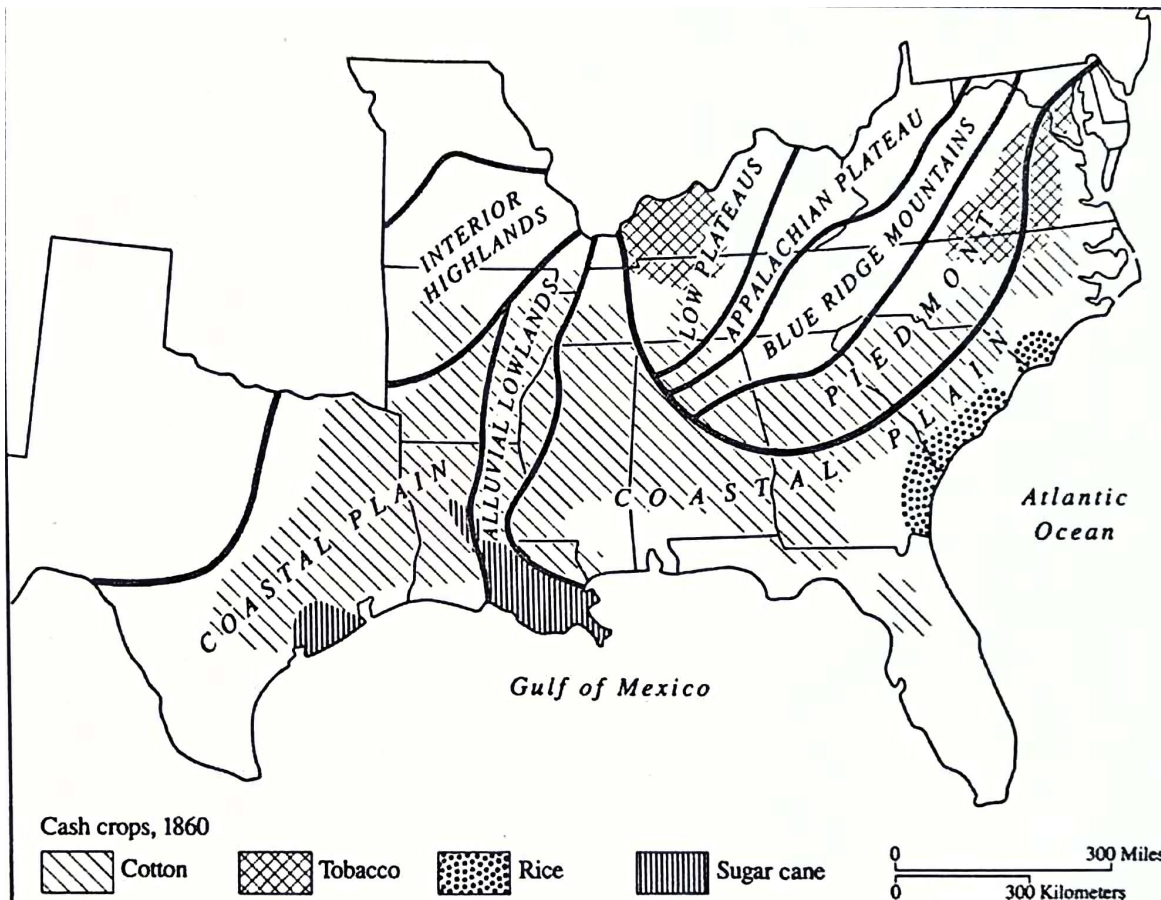 INTERIOR
HIGHLANDS
LOW PLATEAUS
APPALACHIAN PLATEAU
BLUE RIDGE MOUNTAINS
PIEDMONT
ALLUVIAL LOWLANDS
COASTAL PLAIN
COASTAL PLAIN
Atlantic
Ocean
Gulf of Mexico
Cash crops, 1860
Cotton
Tobacco
Rice
Sugar cane
0 300 Miles
0 300 Kilometers